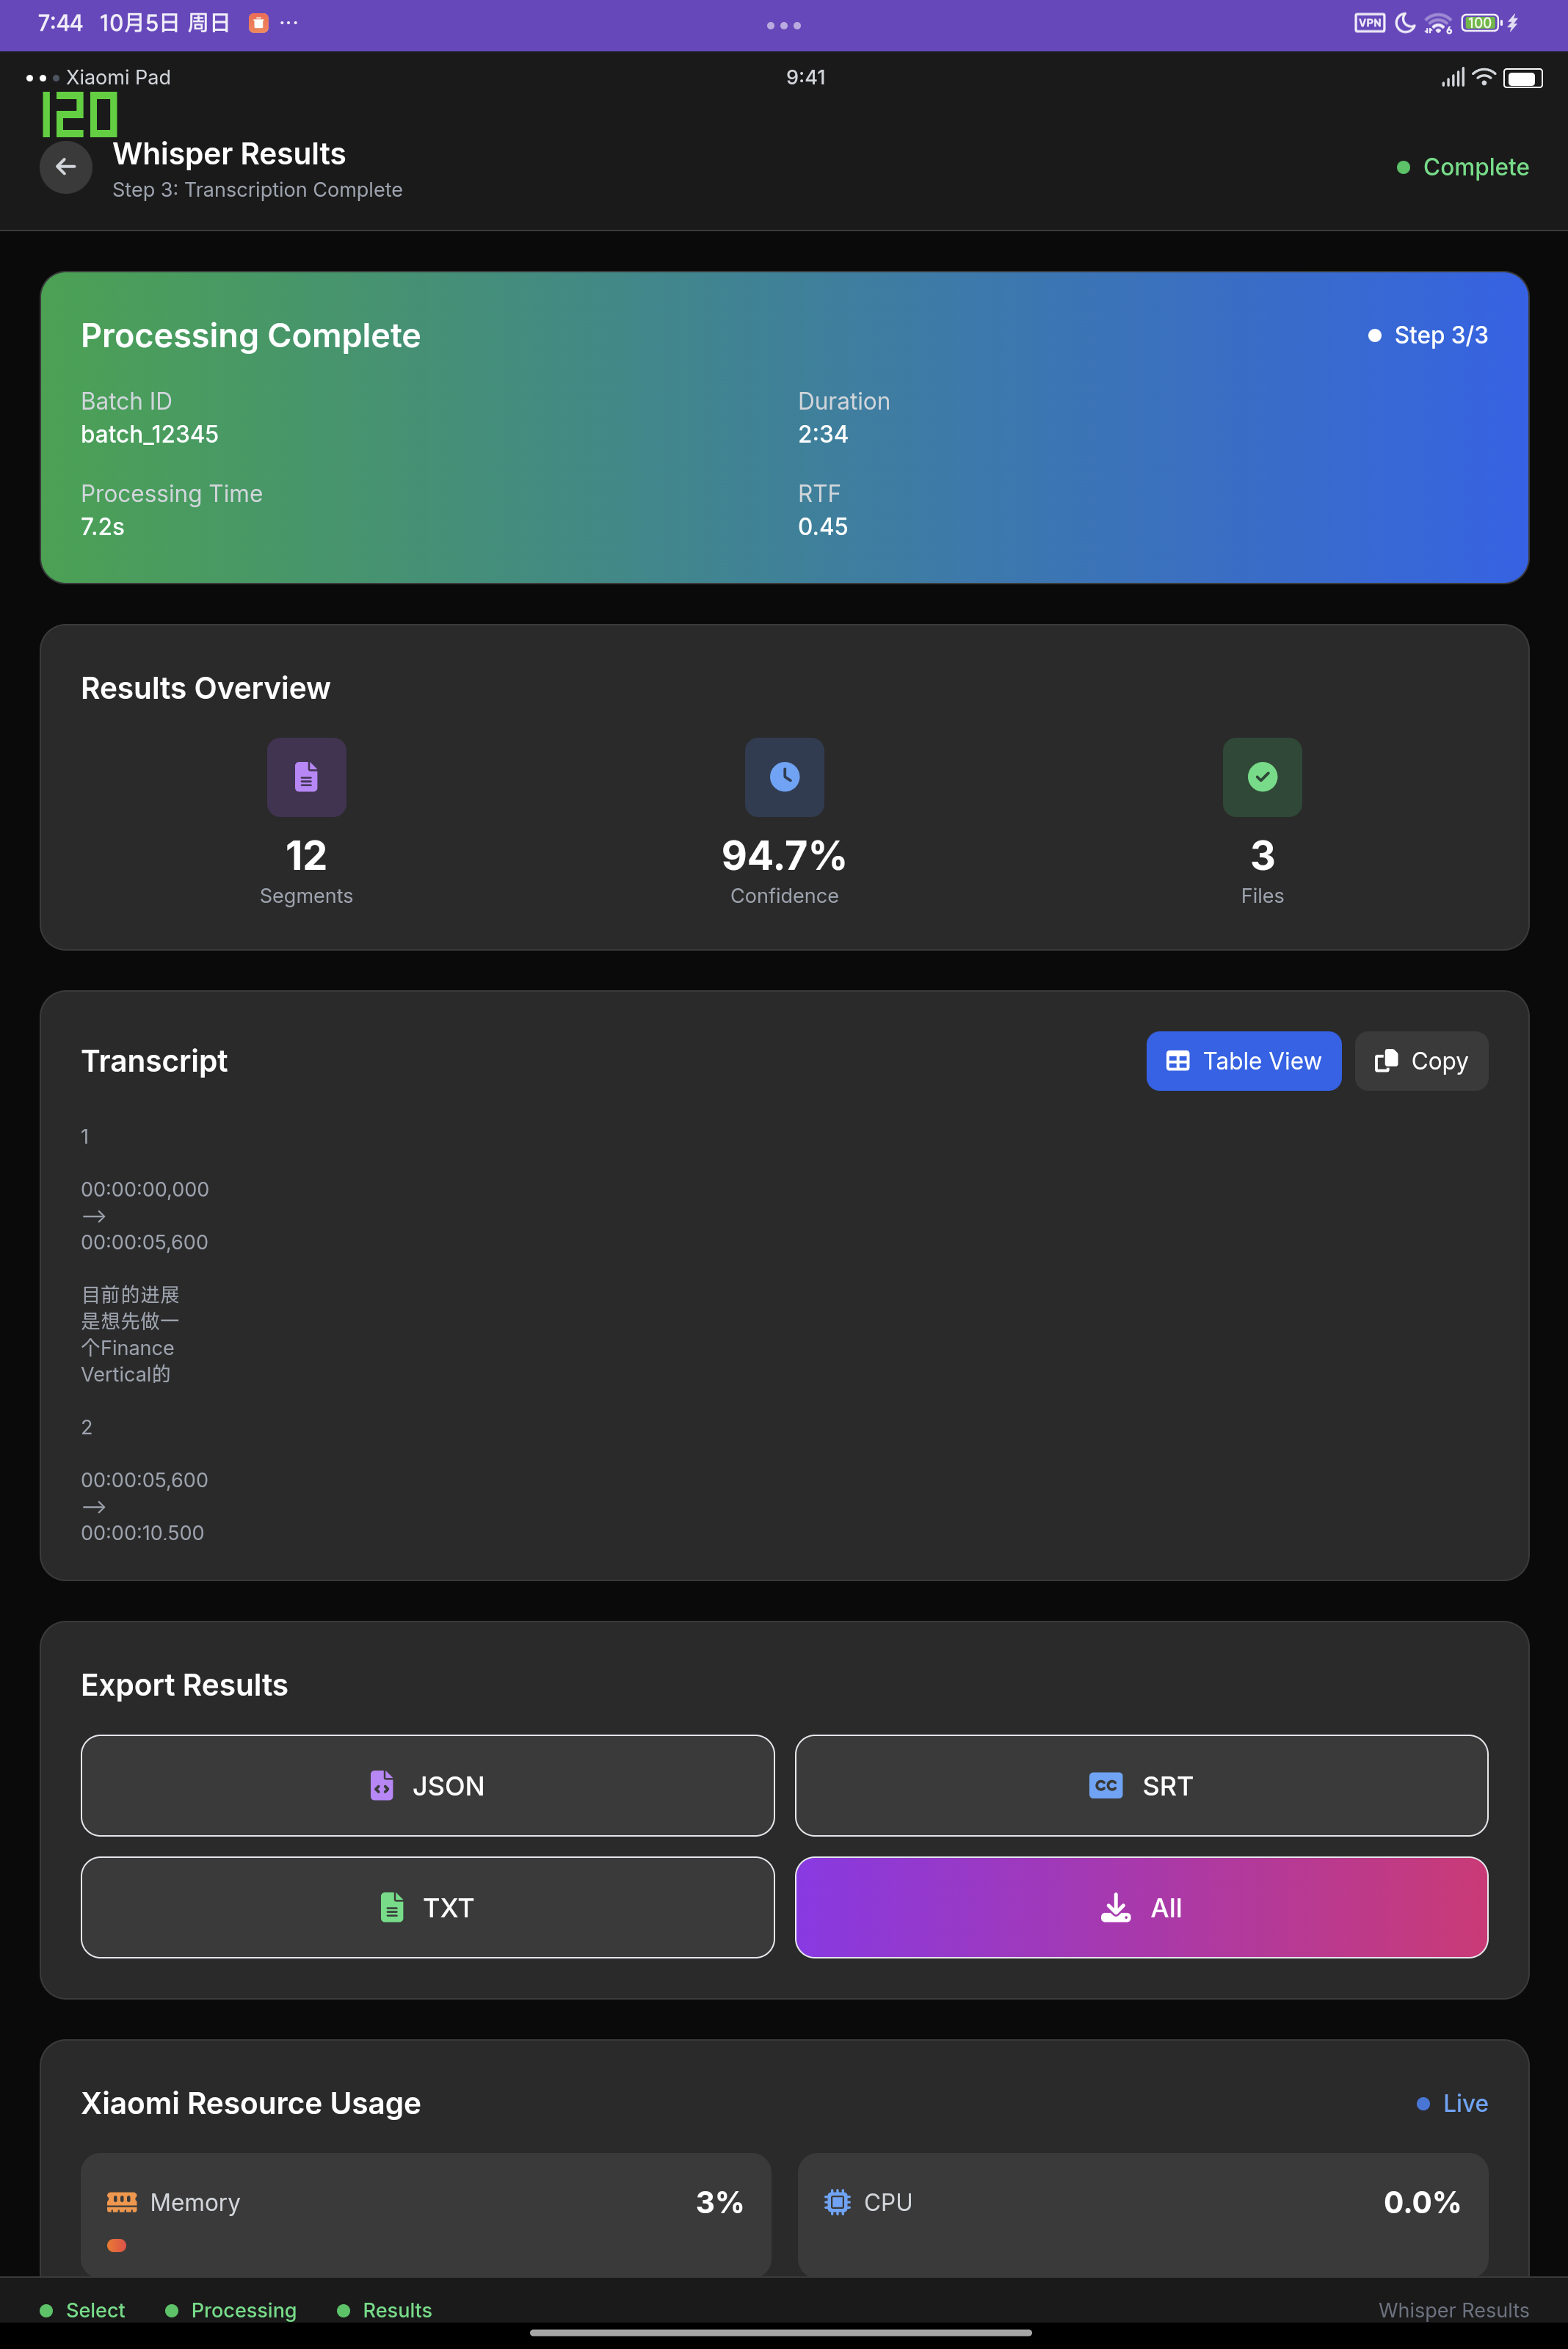 7:44 10月5日 周日 ···
VPN 6 100
Xiaomi Pad 9:41
120
Whisper Results
Step 3: Transcription Complete
Complete
Processing Complete
Step 3/3
Batch ID
batch_12345
Duration
2:34
Processing Time
7.2s
RTF
0.45
Results Overview
12
Segments
94.7%
Confidence
3
Files
Transcript
Table View
Copy
1
00:00:00,000
-->
00:00:05,600
目前的进展
是想先做一
个Finance
Vertical的
2
00:00:05,600
-->
00:00:10.500
Export Results
JSON
CC SRT
TXT
All
Xiaomi Resource Usage
Live
Memory 3%
CPU 0.0%
Select Processing Results Whisper Results